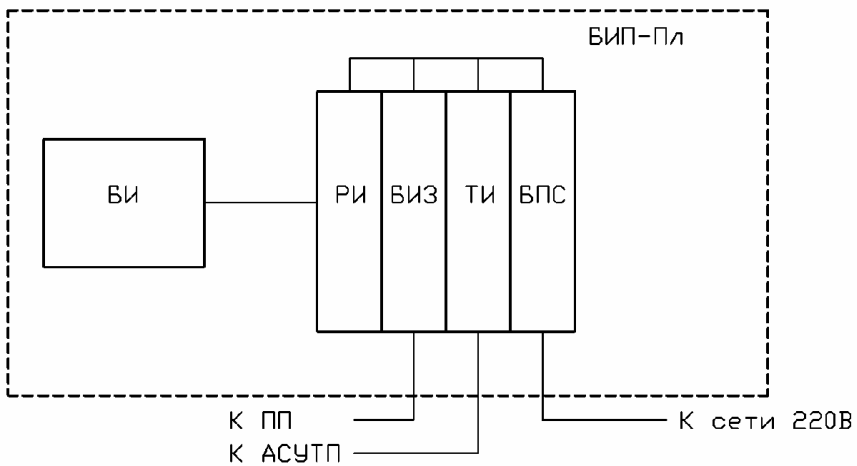 БИП-Пл
БИ
РИ
БИЗ
ТИ
БПС
К ПП
К сети 220В
К АСУТП